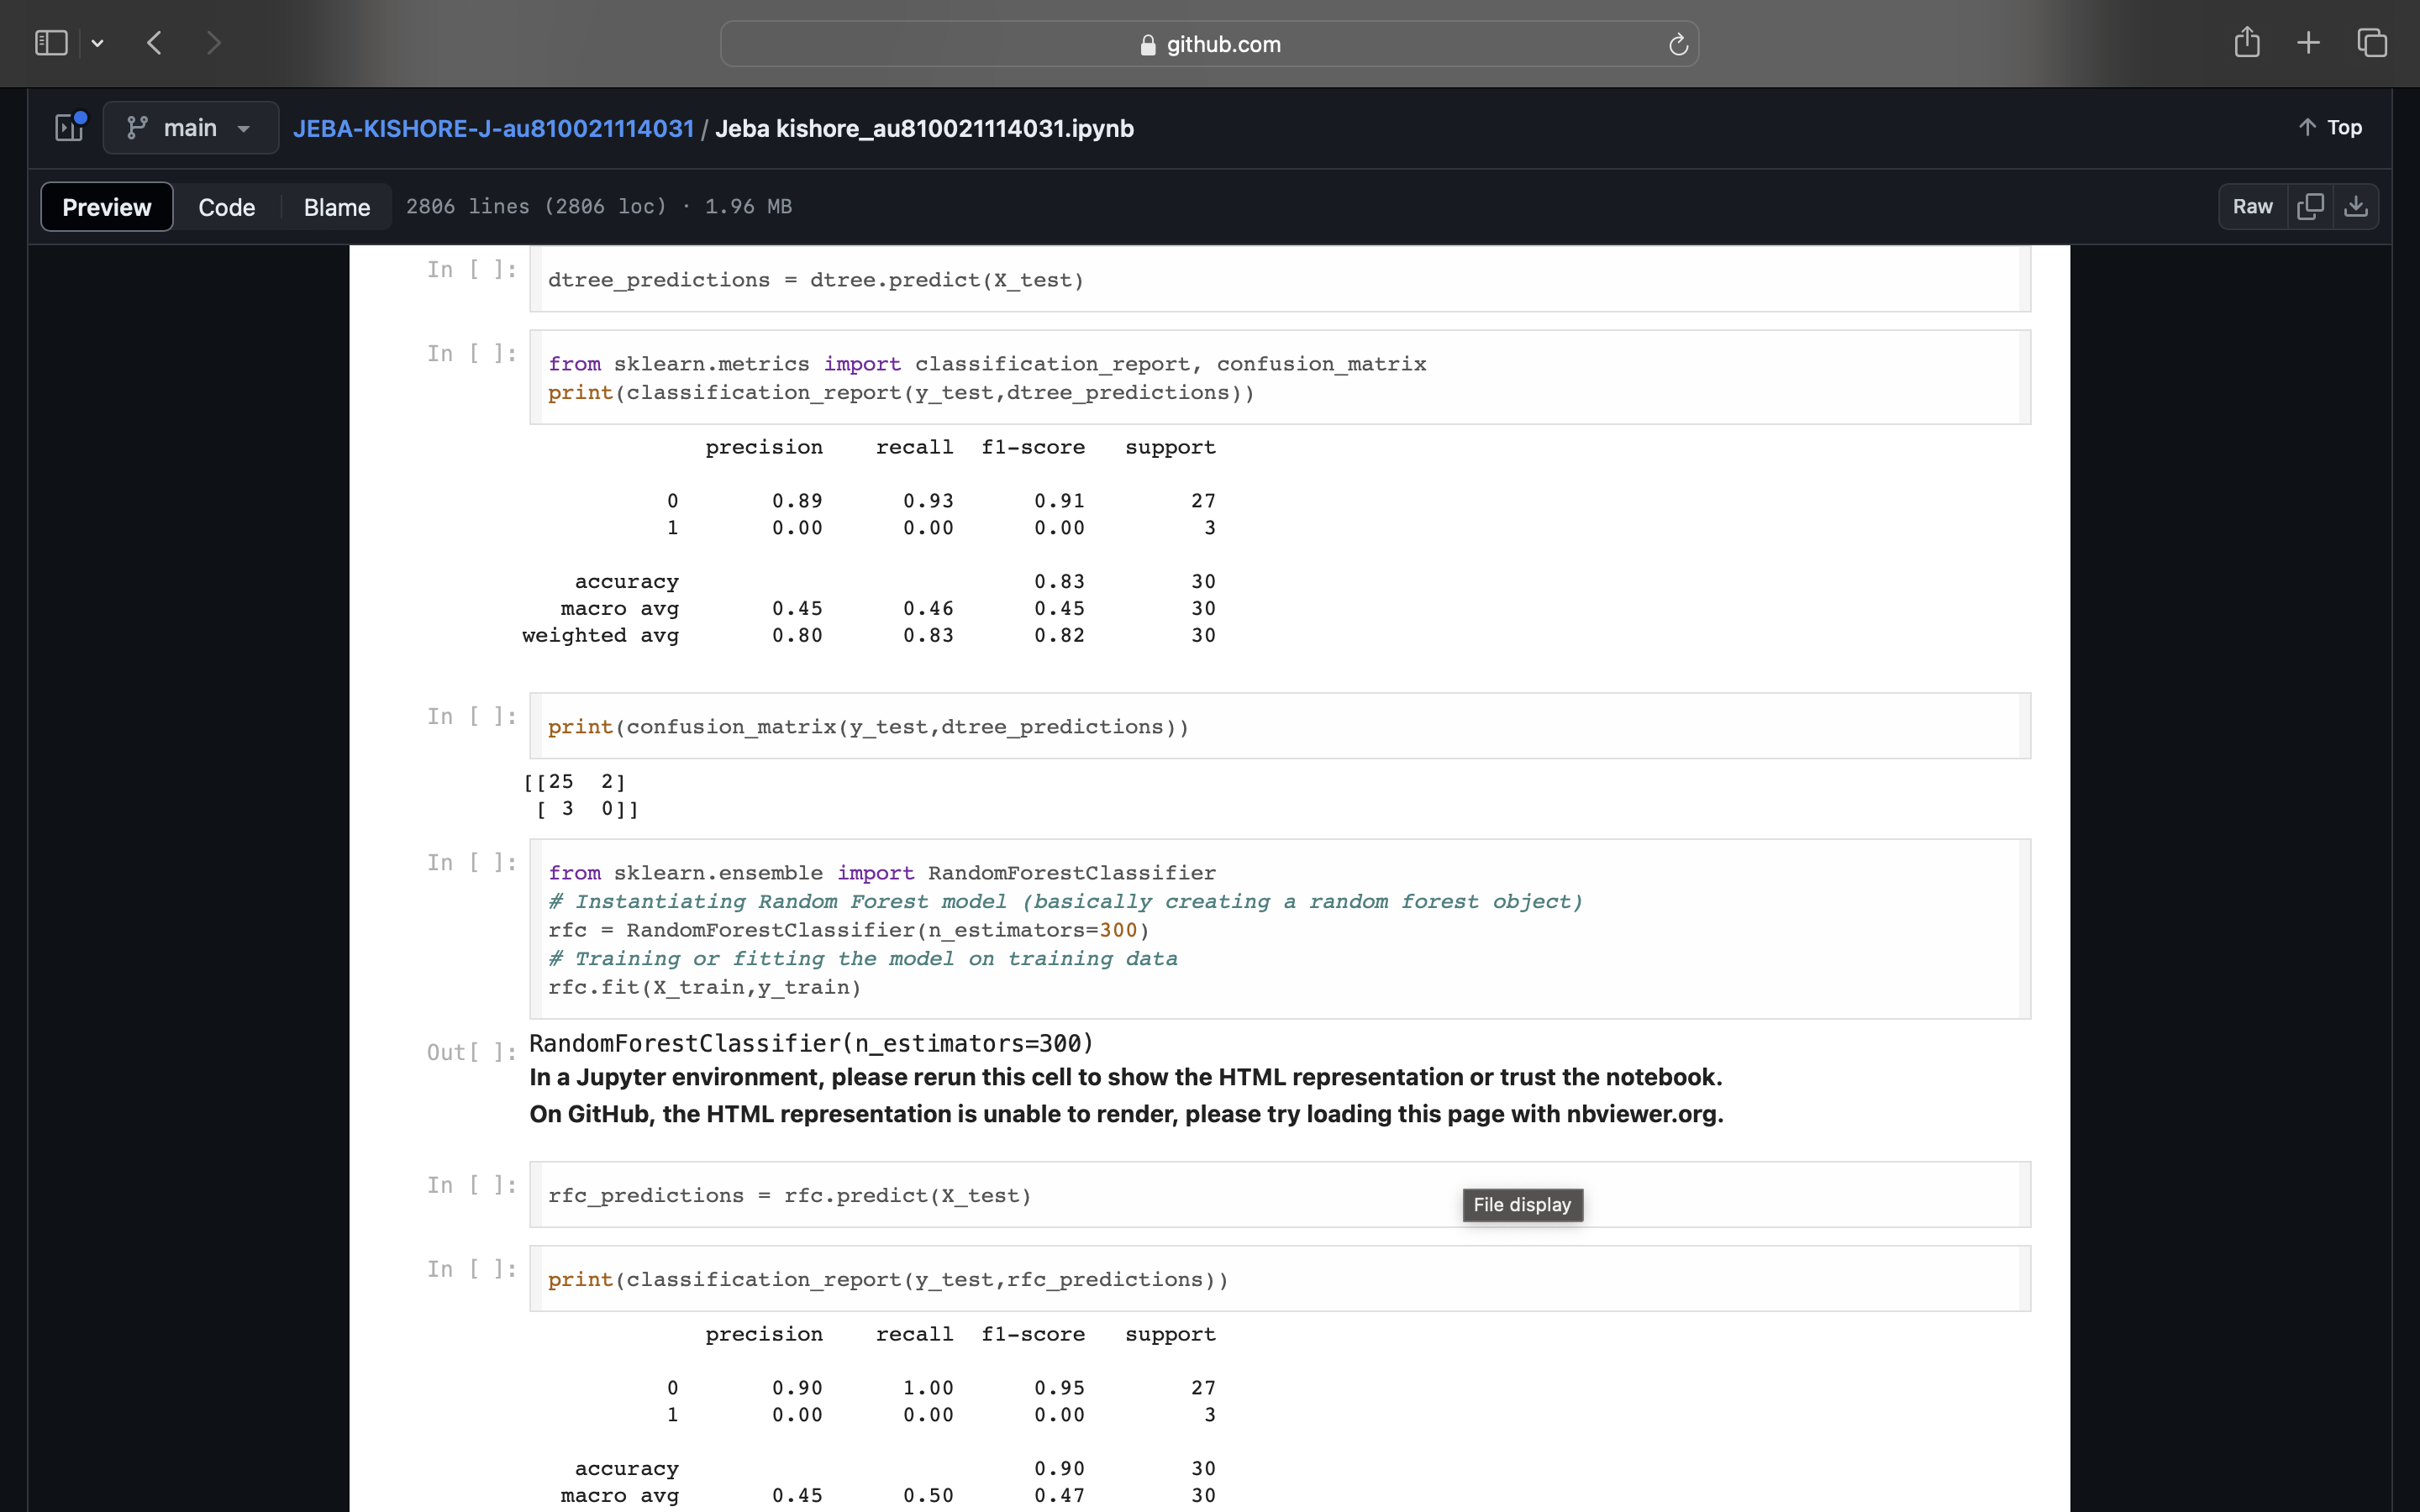 github.com
main
JEBA-KISHORE-J-au810021114031 / Jeba kishore_au810021114031.ipynb
Top
Preview Code Blame 2806 lines (2806 loc) · 1.96 MB Raw
In [ ]: dtree_predictions = dtree.predict(X_test)
In [ ]: from sklearn.metrics import classification_report, confusion_matrix
print(classification_report(y_test,dtree_predictions))
precision recall f1-score support
0 0.89 0.93 0.91 27
1 0.00 0.00 0.00 3
accuracy 0.83 30
macro avg 0.45 0.46 0.45 30
weighted avg 0.80 0.83 0.82 30
In [ ]: print(confusion_matrix(y_test,dtree_predictions))
[[25 2]
[ 3 0]]
In [ ]: from sklearn.ensemble import RandomForestClassifier
# Instantiating Random Forest model (basically creating a random forest object)
rfc = RandomForestClassifier(n_estimators=300)
# Training or fitting the model on training data
rfc.fit(X_train,y_train)
Out[ ]: RandomForestClassifier(n_estimators=300)
In a Jupyter environment, please rerun this cell to show the HTML representation or trust the notebook.
On GitHub, the HTML representation is unable to render, please try loading this page with nbviewer.org.
In [ ]: rfc_predictions = rfc.predict(X_test)
File display
In [ ]: print(classification_report(y_test,rfc_predictions))
precision recall f1-score support
0 0.90 1.00 0.95 27
1 0.00 0.00 0.00 3
accuracy 0.90 30
macro avg 0.45 0.50 0.47 30